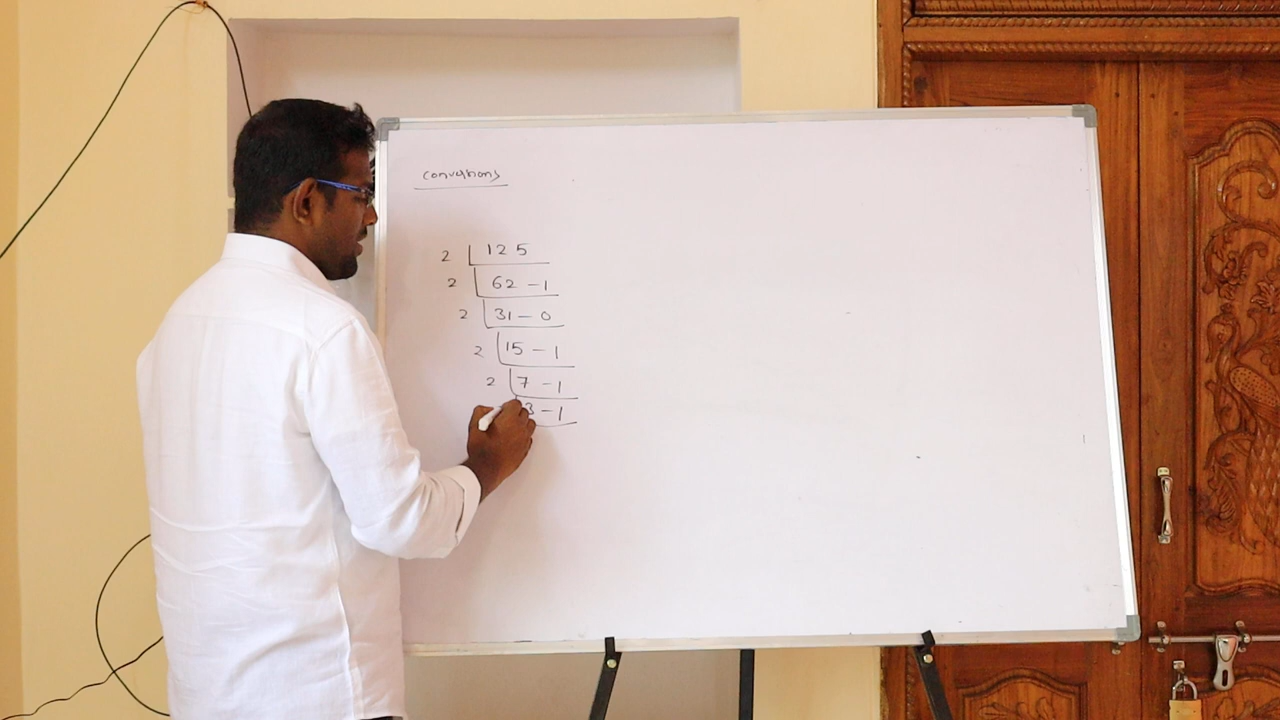 conversions
2 125
2 62 - 1
2 31 - 0
2 15 - 1
2 7 - 1
3 - 1